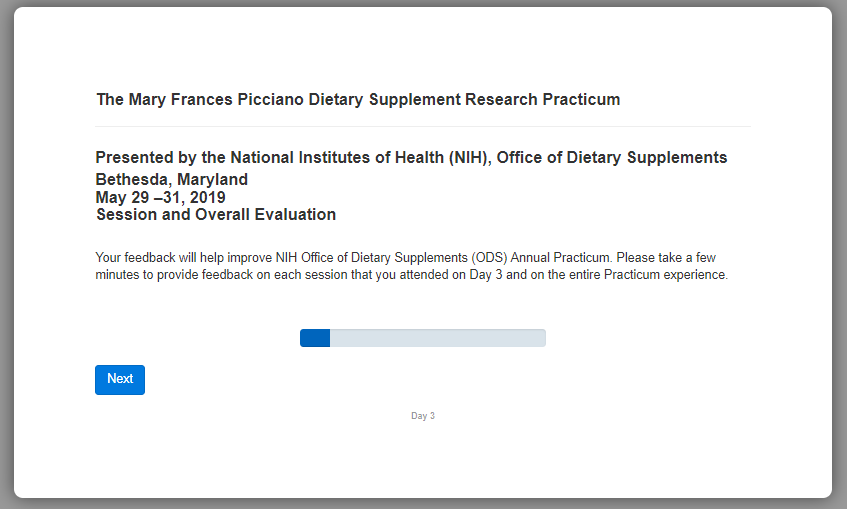 The Mary Frances Picciano Dietary Supplement Research Practicum
Presented by the National Institutes of Health (NIH), Office of Dietary Supplements
Bethesda, Maryland
May 29 –31, 2019
Session and Overall Evaluation
Your feedback will help improve NIH Office of Dietary Supplements (ODS) Annual Practicum. Please take a few
minutes to provide feedback on each session that you attended on Day 3 and on the entire Practicum experience.
Next
Day 3